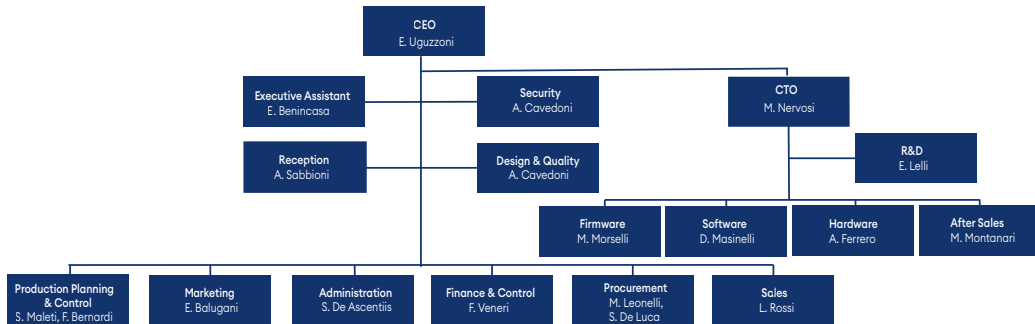 CEO
E. Uguzzoni
Executive Assistant
E. Benincasa
Security
A. Cavedoni
CTO
M. Nervosi
Reception
A. Sabbioni
Design & Quality
A. Cavedoni
R&D
E. Lelli
Firmware
M. Morselli
Software
D. Masinelli
Hardware
A. Ferrero
After Sales
M. Montanari
Production Planning
& Control
S. Maleti, F. Bernardi
Marketing
E. Balugani
Administration
S. De Ascentiis
Finance & Control
F. Veneri
Procurement
M. Leonelli,
S. De Luca
Sales
L. Rossi